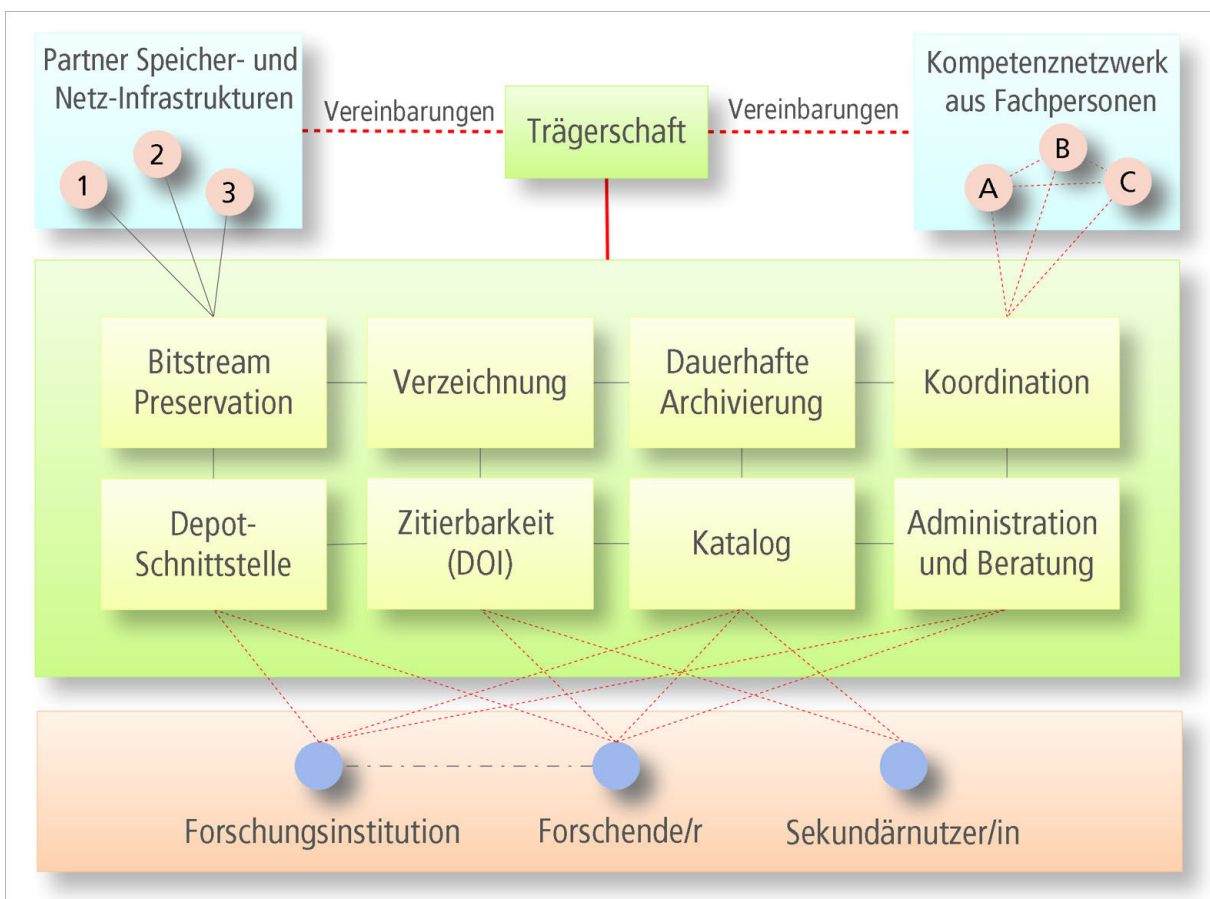 Partner Speicher- und
Netz-Infrastrukturen
1
2
3
Vereinbarungen
Trägerschaft
Vereinbarungen
Kompetenznetzwerk
aus Fachpersonen
A
B
C
Bitstream
Preservation
Verzeichnung
Dauerhafte
Archivierung
Koordination
Depot-
Schnittstelle
Zitierbarkeit
(DOI)
Katalog
Administration
und Beratung
Forschungsinstitution
Forschende/r
Sekundärnutzer/in